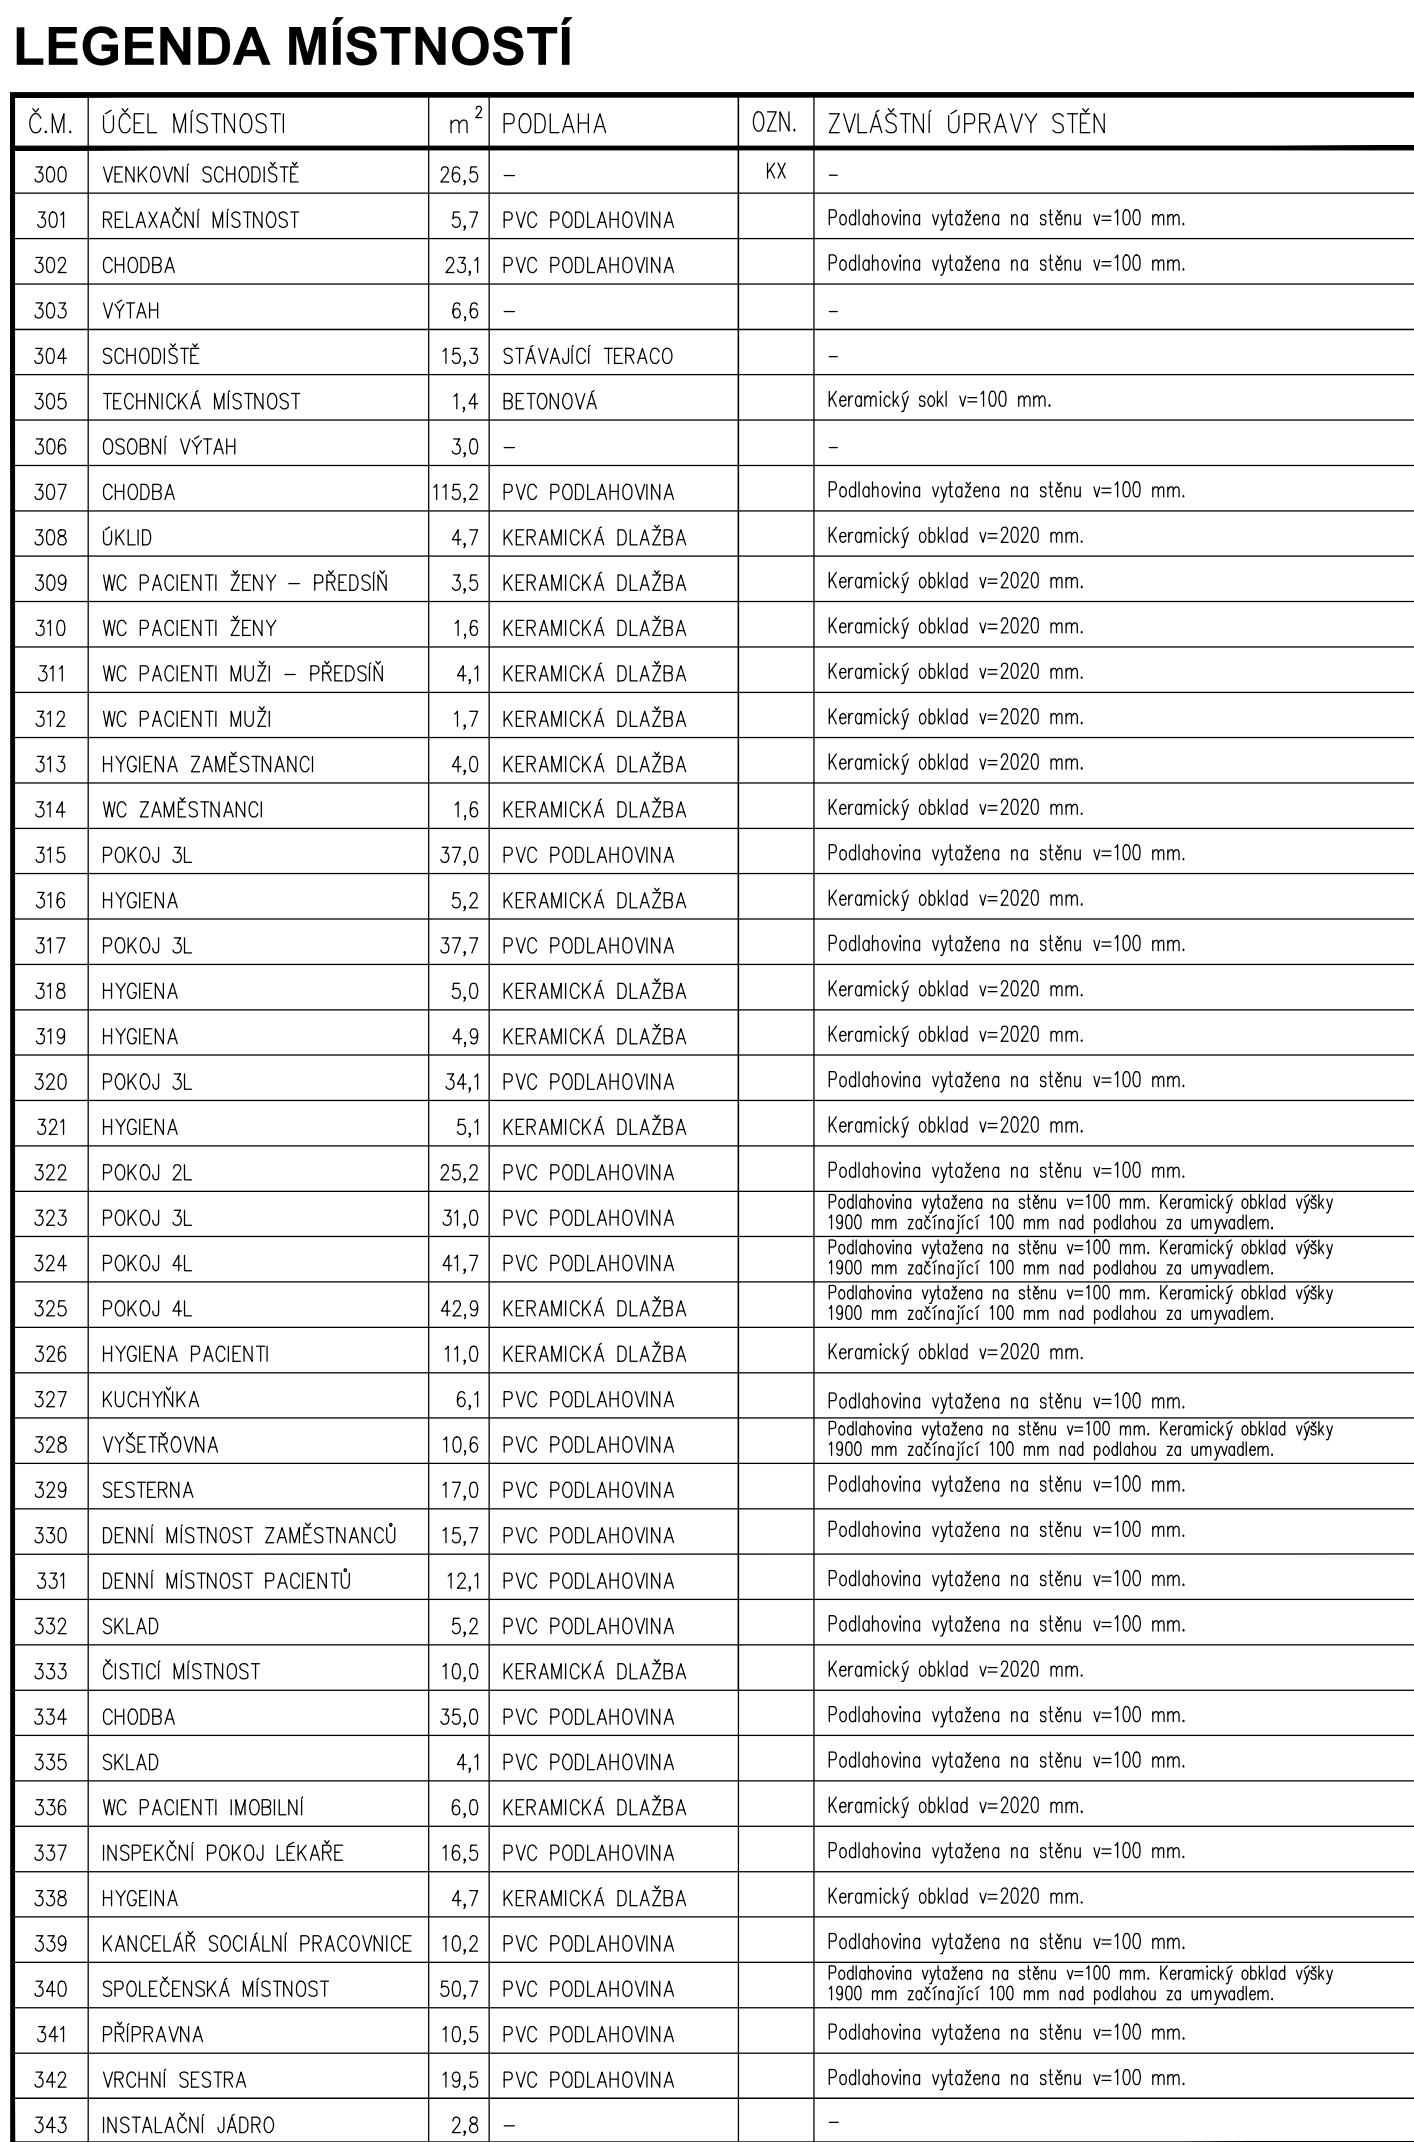 LEGENDA MÍSTNOSTÍ
Č.M. ÚČEL MÍSTNOSTI m² PODLAHA OZN. ZVLÁŠTNÍ ÚPRAVY STĚN
300 VENKOVNÍ SCHODIŠTĚ 26,5 – KX –
301 RELAXAČNÍ MÍSTNOST 5,7 PVC PODLAHOVINA Podlahovina vytažena na stěnu v=100 mm.
302 CHODBA 23,1 PVC PODLAHOVINA Podlahovina vytažena na stěnu v=100 mm.
303 VÝTAH 6,6 – –
304 SCHODIŠTĚ 15,3 STÁVAJÍCÍ TERACO –
305 TECHNICKÁ MÍSTNOST 1,4 BETONOVÁ Keramický sokl v=100 mm.
306 OSOBNÍ VÝTAH 3,0 – –
307 CHODBA 115,2 PVC PODLAHOVINA Podlahovina vytažena na stěnu v=100 mm.
308 ÚKLID 4,7 KERAMICKÁ DLAŽBA Keramický obklad v=2020 mm.
309 WC PACIENTI ŽENY – PŘEDSÍŇ 3,5 KERAMICKÁ DLAŽBA Keramický obklad v=2020 mm.
310 WC PACIENTI ŽENY 1,6 KERAMICKÁ DLAŽBA Keramický obklad v=2020 mm.
311 WC PACIENTI MUŽI – PŘEDSÍŇ 4,1 KERAMICKÁ DLAŽBA Keramický obklad v=2020 mm.
312 WC PACIENTI MUŽI 1,7 KERAMICKÁ DLAŽBA Keramický obklad v=2020 mm.
313 HYGIENA ZAMĚSTNANCI 4,0 KERAMICKÁ DLAŽBA Keramický obklad v=2020 mm.
314 WC ZAMĚSTNANCI 1,6 KERAMICKÁ DLAŽBA Keramický obklad v=2020 mm.
315 POKOJ 3L 37,0 PVC PODLAHOVINA Podlahovina vytažena na stěnu v=100 mm.
316 HYGIENA 5,2 KERAMICKÁ DLAŽBA Keramický obklad v=2020 mm.
317 POKOJ 3L 37,7 PVC PODLAHOVINA Podlahovina vytažena na stěnu v=100 mm.
318 HYGIENA 5,0 KERAMICKÁ DLAŽBA Keramický obklad v=2020 mm.
319 HYGIENA 4,9 KERAMICKÁ DLAŽBA Keramický obklad v=2020 mm.
320 POKOJ 3L 34,1 PVC PODLAHOVINA Podlahovina vytažena na stěnu v=100 mm.
321 HYGIENA 5,1 KERAMICKÁ DLAŽBA Keramický obklad v=2020 mm.
322 POKOJ 2L 25,2 PVC PODLAHOVINA Podlahovina vytažena na stěnu v=100 mm.
323 POKOJ 3L 31,0 PVC PODLAHOVINA Podlahovina vytažena na stěnu v=100 mm. Keramický obklad výšky
1900 mm začínající 100 mm nad podlahou za umyvadlem.
324 POKOJ 4L 41,7 PVC PODLAHOVINA Podlahovina vytažena na stěnu v=100 mm. Keramický obklad výšky
1900 mm začínající 100 mm nad podlahou za umyvadlem.
325 POKOJ 4L 42,9 KERAMICKÁ DLAŽBA Podlahovina vytažena na stěnu v=100 mm. Keramický obklad výšky
1900 mm začínající 100 mm nad podlahou za umyvadlem.
326 HYGIENA PACIENTI 11,0 KERAMICKÁ DLAŽBA Keramický obklad v=2020 mm.
327 KUCHYŇKA 6,1 PVC PODLAHOVINA Podlahovina vytažena na stěnu v=100 mm.
328 VYŠETŘOVNA 10,6 PVC PODLAHOVINA Podlahovina vytažena na stěnu v=100 mm. Keramický obklad výšky
1900 mm začínající 100 mm nad podlahou za umyvadlem.
329 SESTERNA 17,0 PVC PODLAHOVINA Podlahovina vytažena na stěnu v=100 mm.
330 DENNÍ MÍSTNOST ZAMĚSTNANCŮ 15,7 PVC PODLAHOVINA Podlahovina vytažena na stěnu v=100 mm.
331 DENNÍ MÍSTNOST PACIENTŮ 12,1 PVC PODLAHOVINA Podlahovina vytažena na stěnu v=100 mm.
332 SKLAD 5,2 PVC PODLAHOVINA Podlahovina vytažena na stěnu v=100 mm.
333 ČISTICÍ MÍSTNOST 10,0 KERAMICKÁ DLAŽBA Keramický obklad v=2020 mm.
334 CHODBA 35,0 PVC PODLAHOVINA Podlahovina vytažena na stěnu v=100 mm.
335 SKLAD 4,1 PVC PODLAHOVINA Podlahovina vytažena na stěnu v=100 mm.
336 WC PACIENTI IMOBILNÍ 6,0 KERAMICKÁ DLAŽBA Keramický obklad v=2020 mm.
337 INSPEKČNÍ POKOJ LÉKAŘE 16,5 PVC PODLAHOVINA Podlahovina vytažena na stěnu v=100 mm.
338 HYGEINA 4,7 KERAMICKÁ DLAŽBA Keramický obklad v=2020 mm.
339 KANCELÁŘ SOCIÁLNÍ PRACOVNICE 10,2 PVC PODLAHOVINA Podlahovina vytažena na stěnu v=100 mm.
340 SPOLEČENSKÁ MÍSTNOST 50,7 PVC PODLAHOVINA Podlahovina vytažena na stěnu v=100 mm. Keramický obklad výšky
1900 mm začínající 100 mm nad podlahou za umyvadlem.
341 PŘÍPRAVNA 10,5 PVC PODLAHOVINA Podlahovina vytažena na stěnu v=100 mm.
342 VRCHNÍ SESTRA 19,5 PVC PODLAHOVINA Podlahovina vytažena na stěnu v=100 mm.
343 INSTALAČNÍ JÁDRO 2,8 – –